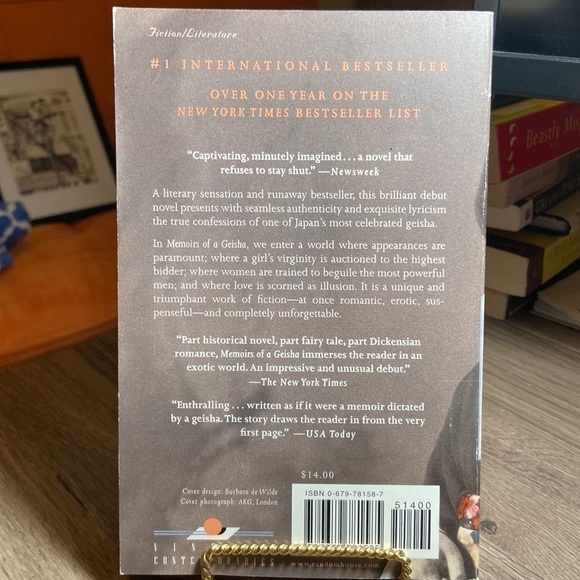 Fiction/Literature
#1 INTERNATIONAL BESTSELLER
OVER ONE YEAR ON THE
NEW YORK TIMES BESTSELLER LIST
“Captivating, minutely imagined . . . a novel that
refuses to stay shut.” —Newsweek
A literary sensation and runaway bestseller, this brilliant debut
novel presents with seamless authenticity and exquisite lyricism
the true confessions of one of Japan's most celebrated geisha.
In Memoirs of a Geisha, we enter a world where appearances are
paramount; where a girl's virginity is auctioned to the highest
bidder; where women are trained to beguile the most powerful
men; and where love is scorned as illusion. It is a unique and
triumphant work of fiction—at once romantic, erotic, sus-
penseful—and completely unforgettable.
“Part historical novel, part fairy tale, part Dickensian
romance, Memoirs of a Geisha immerses the reader in an
exotic world. An impressive and unusual debut.”
—The New York Times
“Enthralling . . . written as if it were a memoir dictated
by a geisha. The story draws the reader in from the very
first page.” —USA Today
$14.00
Cover design: Barbara de Wilde
Cover photograph: AKG, London
ISBN 0-679-78158-7
51400
www.randomhouse.com
Beastly